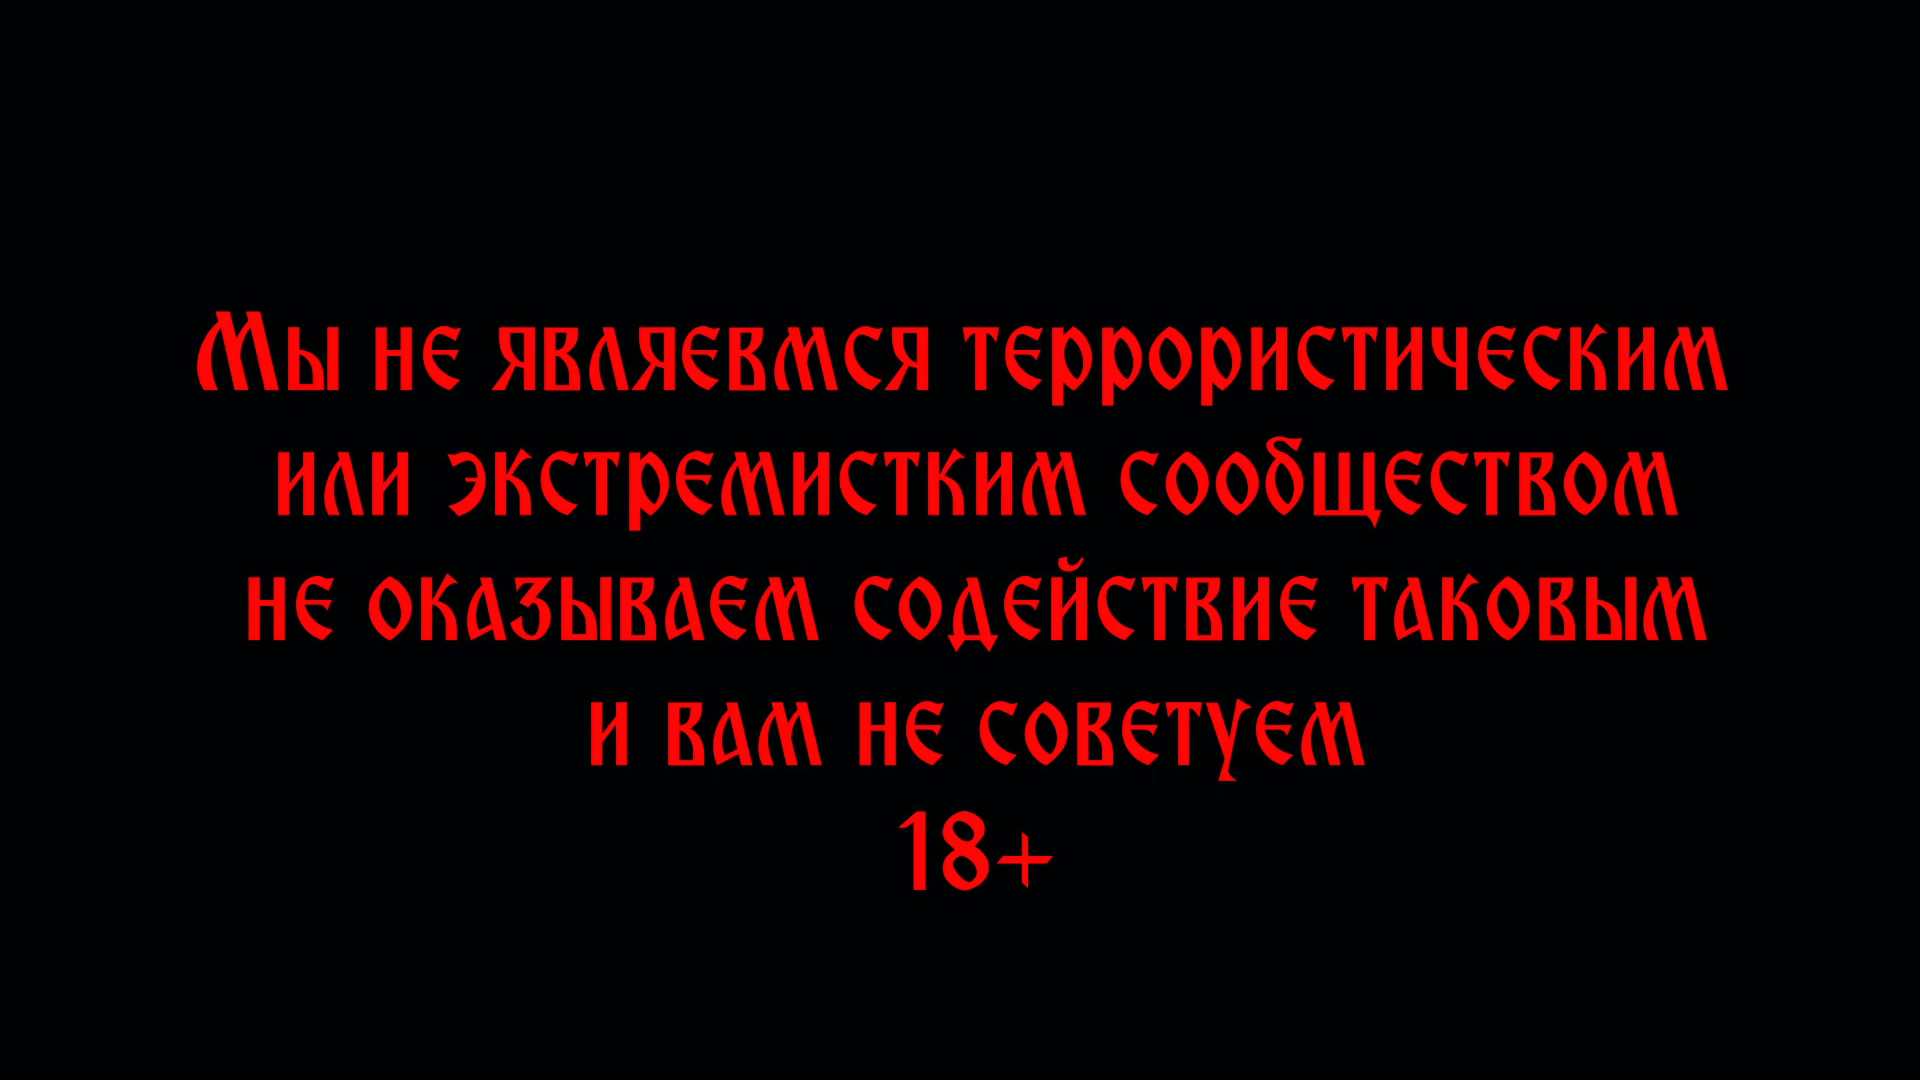 Мы не являевмся террористическим
или экстремистким сообществом
не оказываем содействие таковым
и вам не советуем
18+